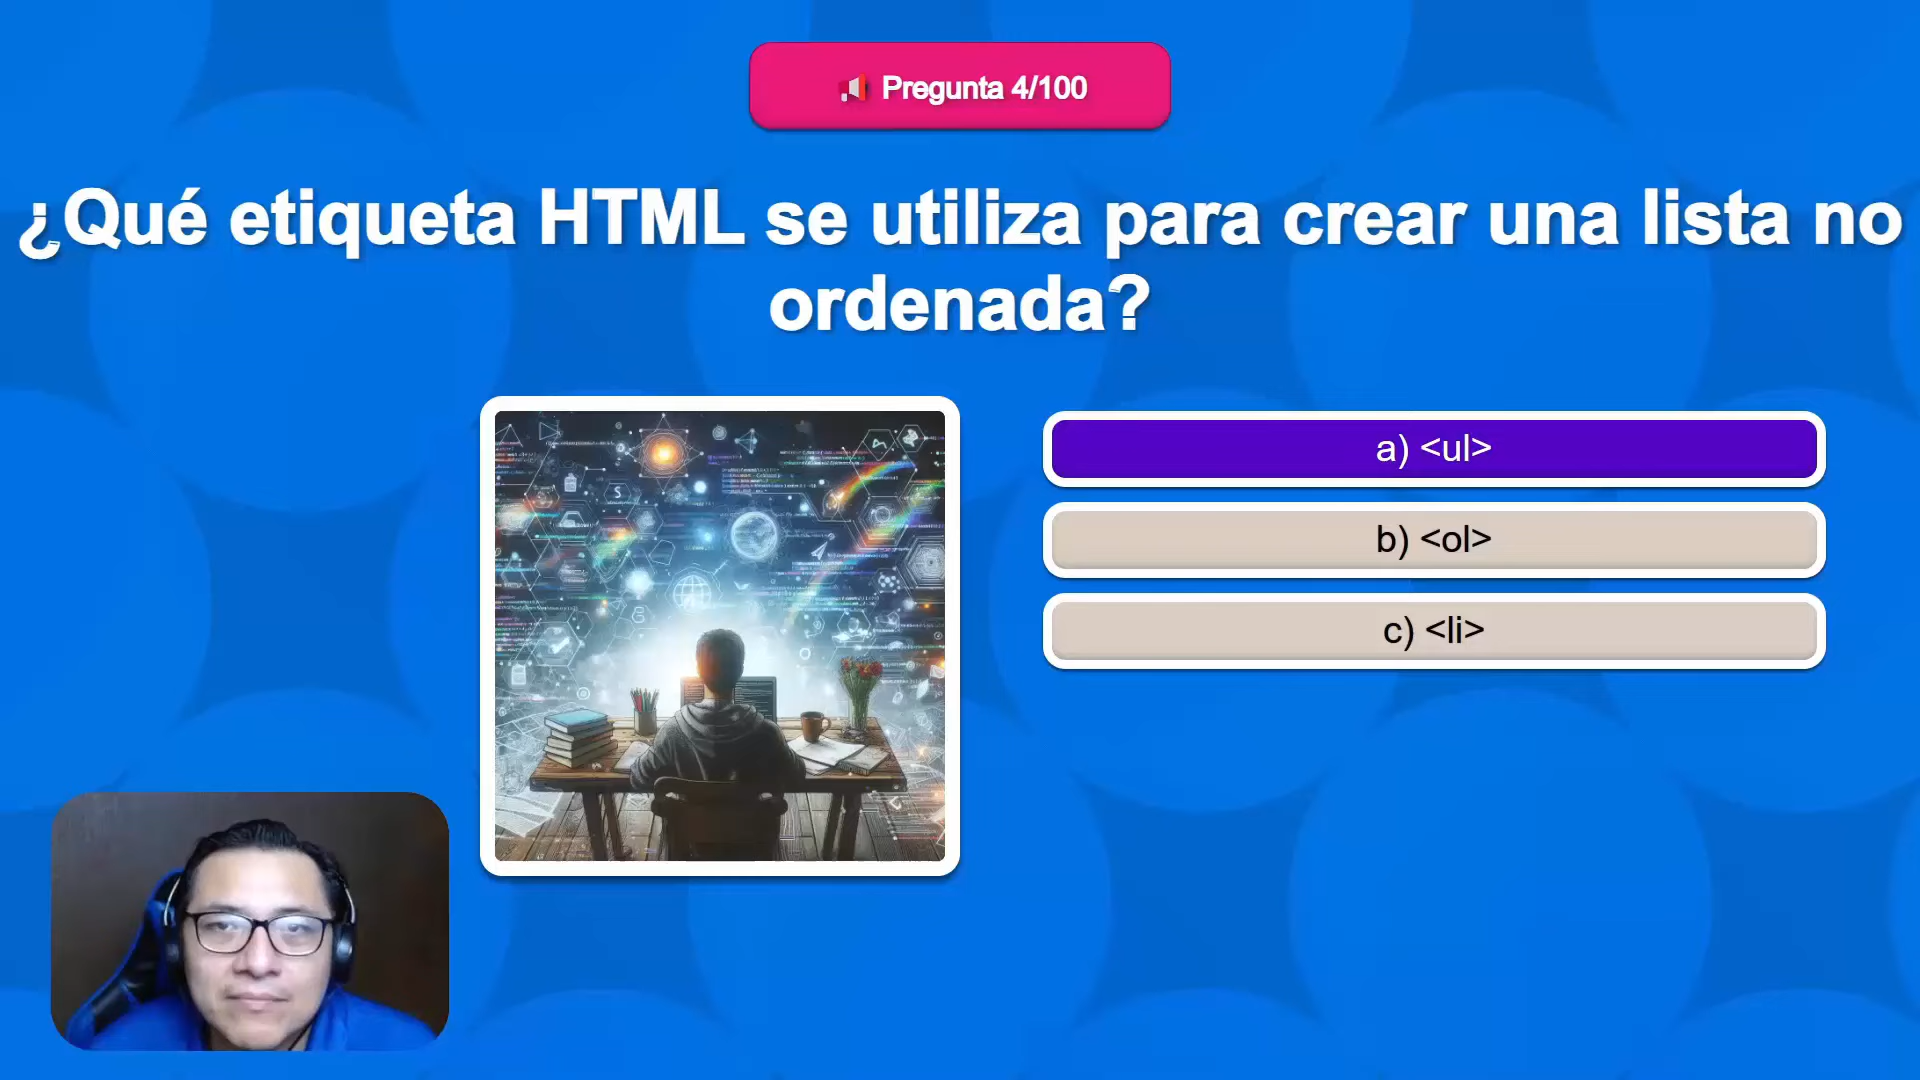 Pregunta 4/100
¿Qué etiqueta HTML se utiliza para crear una lista no
ordenada?
a) <ul>
b) <ol>
c) <li>